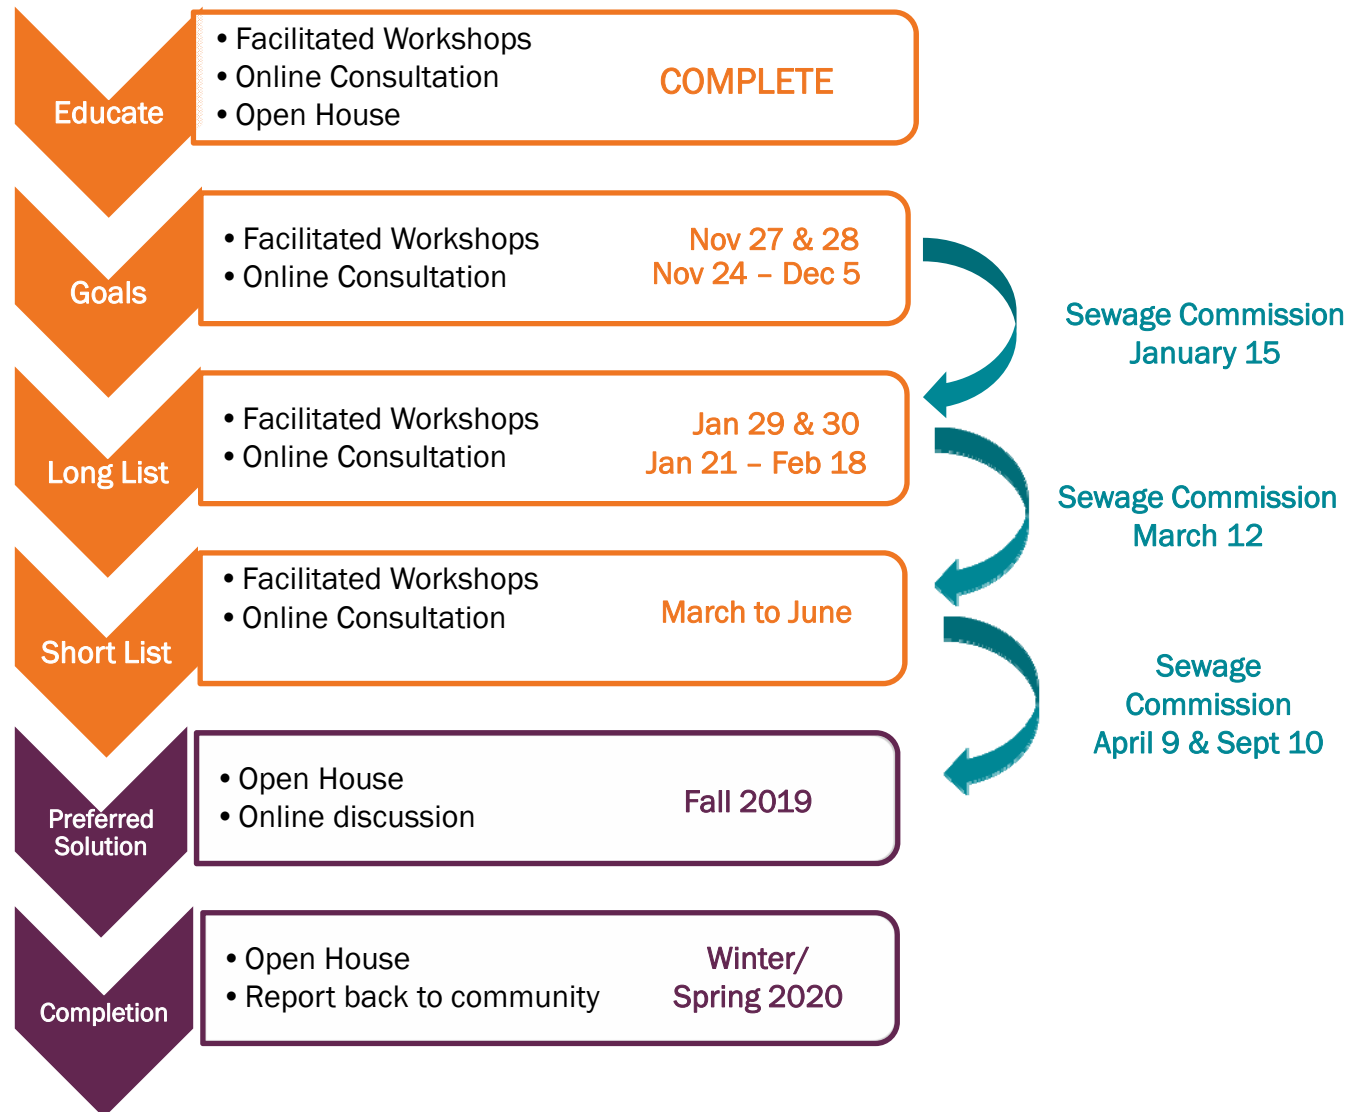 Educate
• Facilitated Workshops
• Online Consultation
• Open House
COMPLETE
Goals
• Facilitated Workshops
• Online Consultation
Nov 27 & 28
Nov 24 – Dec 5
Sewage Commission
January 15
Long List
• Facilitated Workshops
• Online Consultation
Jan 29 & 30
Jan 21 – Feb 18
Sewage Commission
March 12
Short List
• Facilitated Workshops
• Online Consultation
March to June
Sewage
Commission
April 9 & Sept 10
Preferred
Solution
• Open House
• Online discussion
Fall 2019
Completion
• Open House
• Report back to community
Winter/
Spring 2020